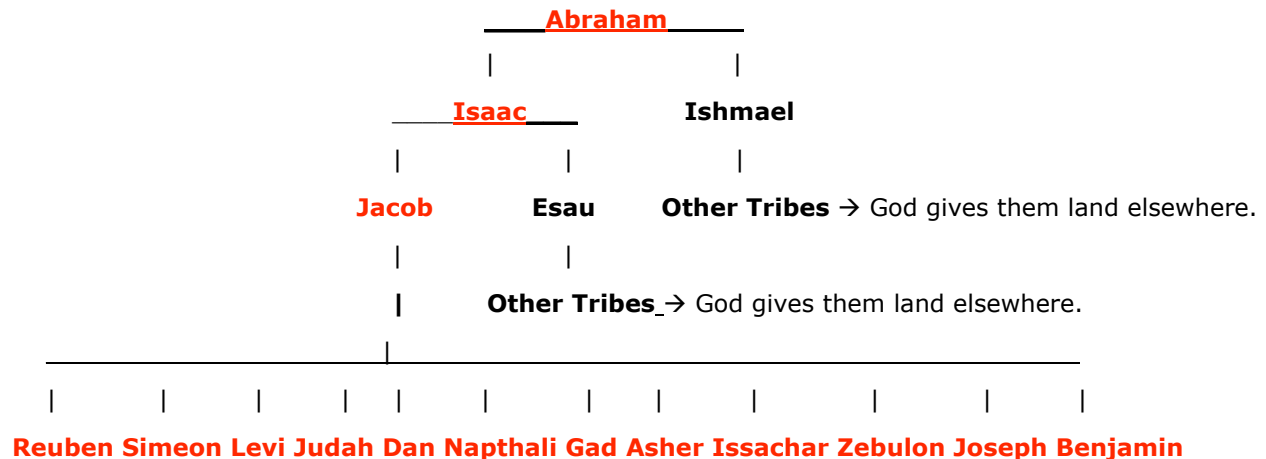 Abraham
Isaac Ishmael
Jacob Esau Other Tribes → God gives them land elsewhere.
Other Tribes → God gives them land elsewhere.
Reuben Simeon Levi Judah Dan Napthali Gad Asher Issachar Zebulon Joseph Benjamin